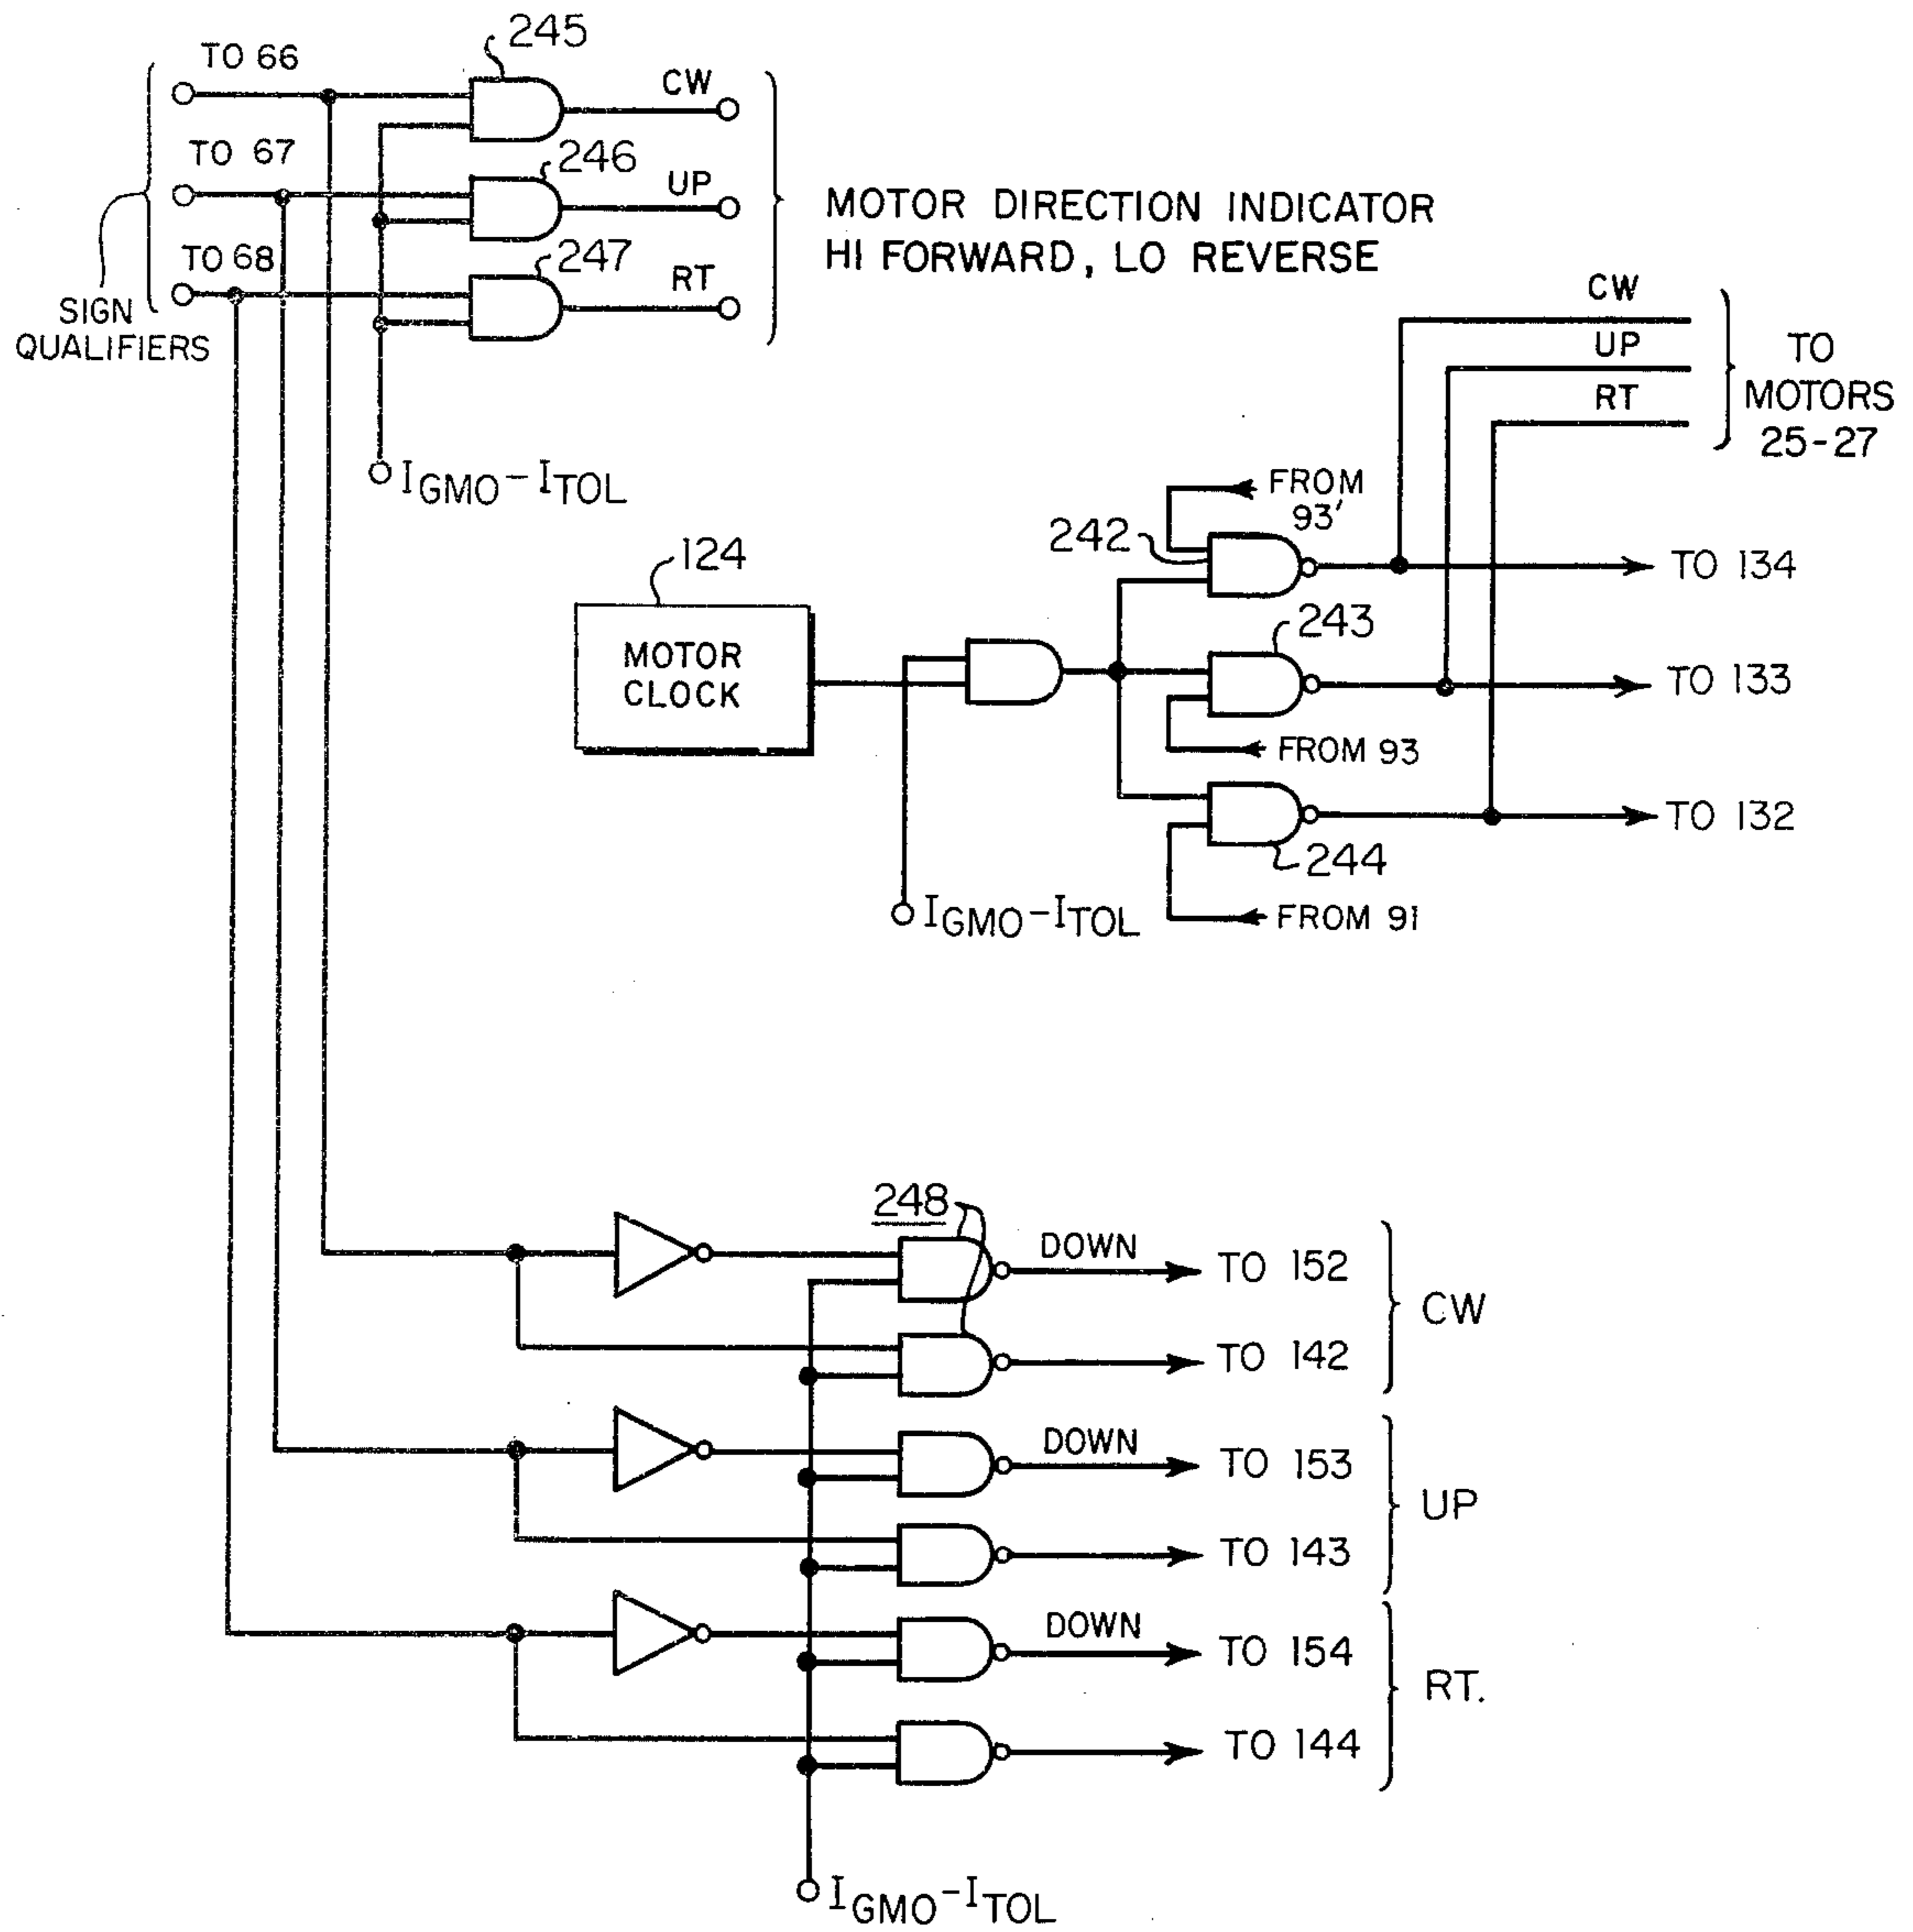 245
TO 66
CW
TO 67
246
UP
MOTOR DIRECTION INDICATOR
HI FORWARD, LO REVERSE
TO 68
247
RT
SIGN
QUALIFIERS
IGMO-ITOL
CW
UP
RT
TO
MOTORS
25-27
FROM
93'
242
TO 134
124
MOTOR
CLOCK
243
TO 133
FROM 93
TO 132
244
IGMO-ITOL
FROM 91
248
DOWN
TO 152
CW
TO 142
DOWN
TO 153
UP
TO 143
DOWN
TO 154
RT.
TO 144
IGMO-ITOL